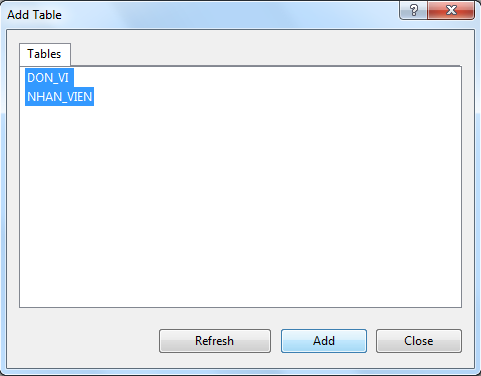 Add Table
?
Tables
DON_VI
NHAN_VIEN
Refresh
Add
Close